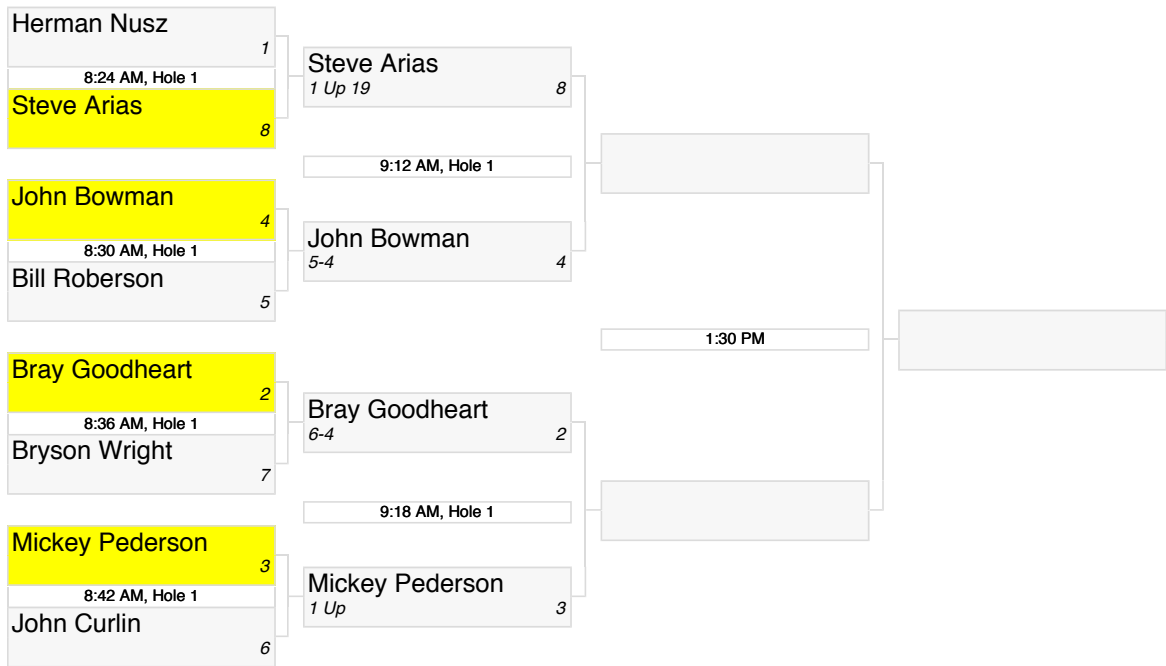 Herman Nusz
1
8:24 AM, Hole 1
Steve Arias
8
John Bowman
4
8:30 AM, Hole 1
Bill Roberson
5
Bray Goodheart
2
8:36 AM, Hole 1
Bryson Wright
7
Mickey Pederson
3
8:42 AM, Hole 1
John Curlin
6
Steve Arias
1 Up 19 8
9:12 AM, Hole 1
John Bowman
5-4 4
Bray Goodheart
6-4 2
9:18 AM, Hole 1
Mickey Pederson
1 Up 3
1:30 PM